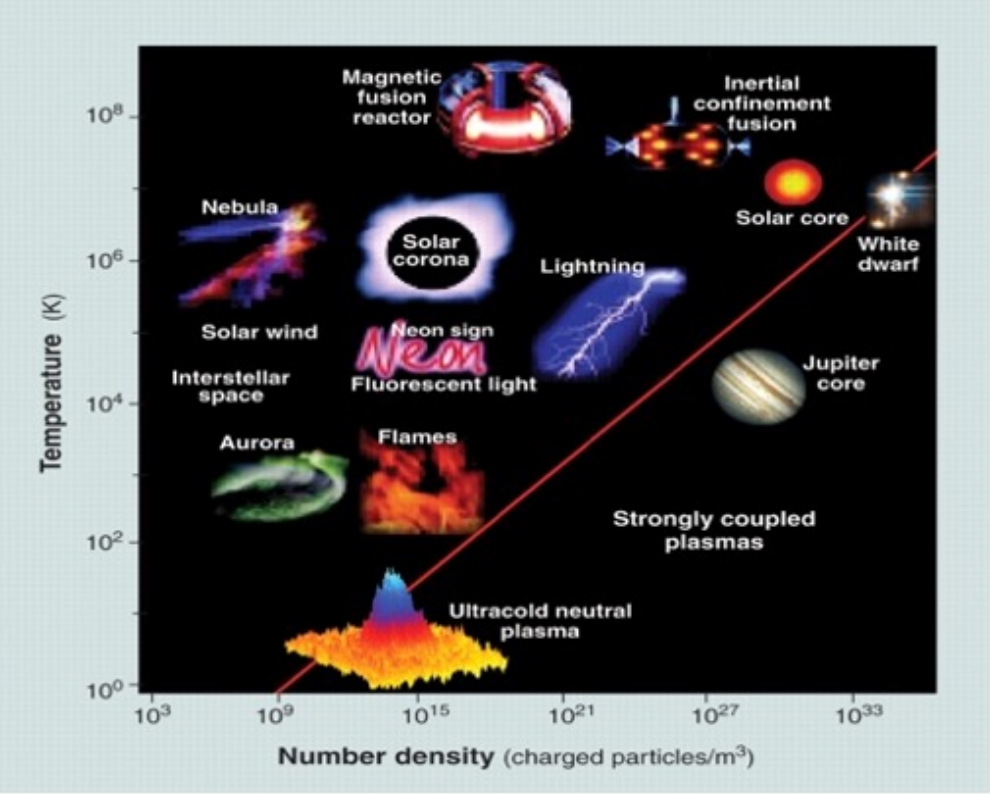 Magnetic
fusion
reactor
Inertial
confinement
fusion
10⁸
Solar core
Nebula
Solar
corona
White
dwarf
10⁶
Lightning
Solar wind
Neon sign
Neon
Fluorescent light
Interstellar
space
Jupiter
core
10⁴
Aurora
Flames
Strongly coupled
plasmas
10²
Ultracold neutral
plasma
10⁰
Temperature (K)
10³ 10⁹ 10¹⁵ 10²¹ 10²⁷ 10³³
Number density (charged particles/m³)